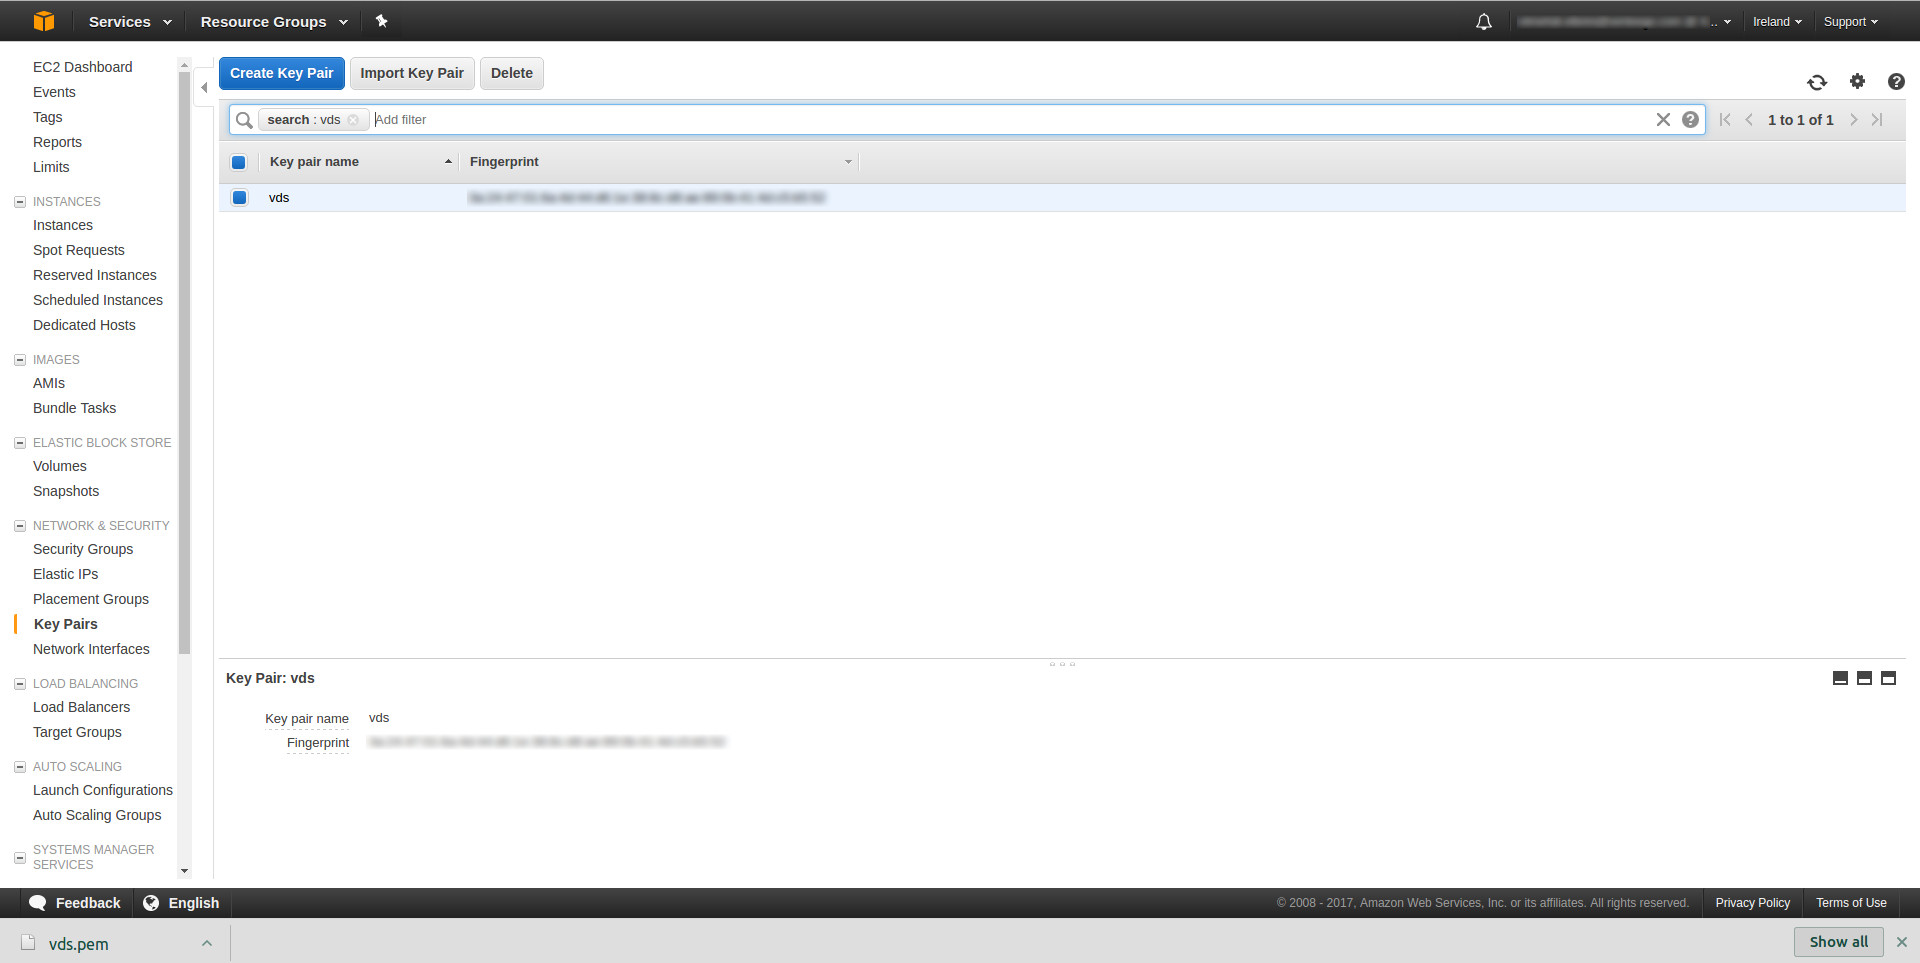 Services
Resource Groups
Ireland
Support
EC2 Dashboard
Events
Tags
Reports
Limits
INSTANCES
Instances
Spot Requests
Reserved Instances
Scheduled Instances
Dedicated Hosts
IMAGES
AMIs
Bundle Tasks
ELASTIC BLOCK STORE
Volumes
Snapshots
NETWORK & SECURITY
Security Groups
Elastic IPs
Placement Groups
Key Pairs
Network Interfaces
LOAD BALANCING
Load Balancers
Target Groups
AUTO SCALING
Launch Configurations
Auto Scaling Groups
SYSTEMS MANAGER
SERVICES
Create Key Pair Import Key Pair Delete
search : vds Add filter
1 to 1 of 1
Key pair name Fingerprint
vds
Key Pair: vds
Key pair name vds
Fingerprint
Feedback English
© 2008 - 2017, Amazon Web Services, Inc. or its affiliates. All rights reserved. Privacy Policy Terms of Use
vds.pem
Show all